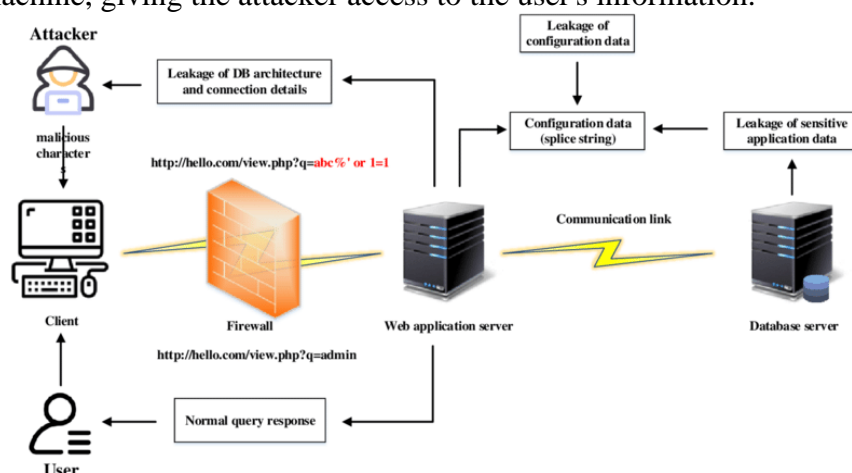 machine, giving the attacker access to the user's information.
Attacker
Leakage of
configuration data
Leakage of DB architecture
and connection details
Configuration data
(splice string)
Leakage of sensitive
application data
malicious
character
s
http://hello.com/view.php?q=abc%' or 1=1
Communication link
Client
Firewall
Web application server
Database server
http://hello.com/view.php?q=admin
Normal query response
User